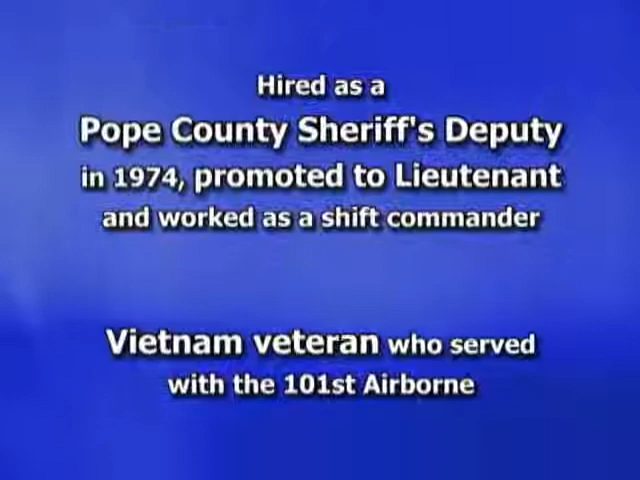 Hired as a
Pope County Sheriff's Deputy
in 1974, promoted to Lieutenant
and worked as a shift commander
Vietnam veteran who served
with the 101st Airborne